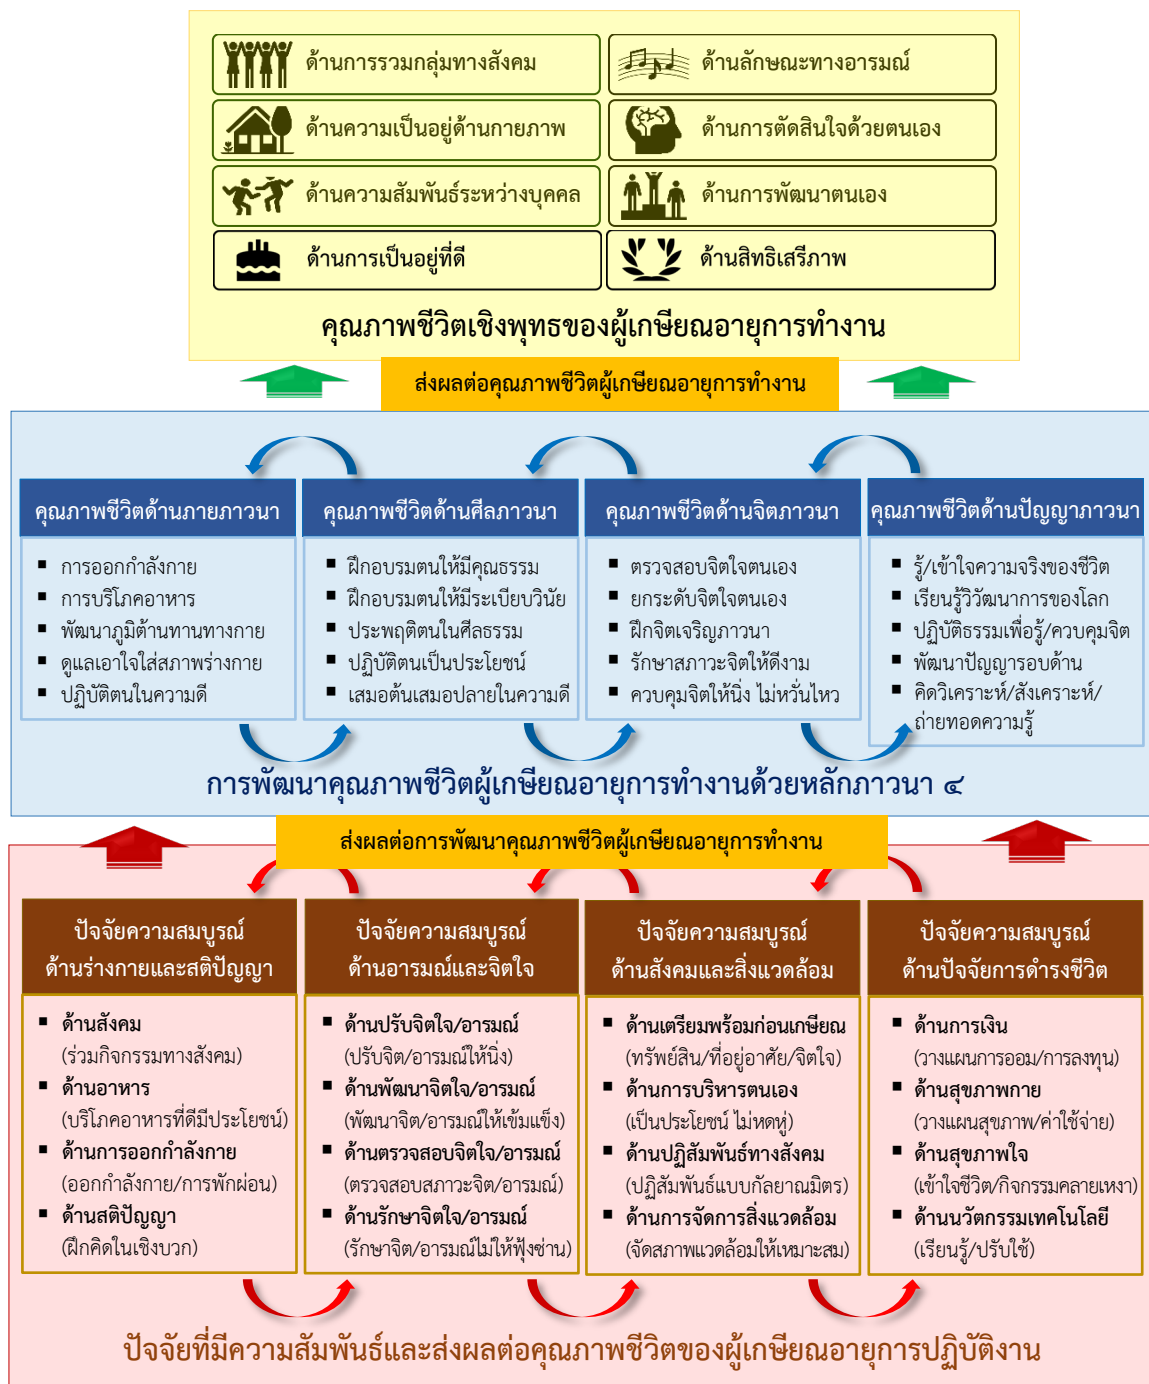 ด้านการรวมกลุ่มทางสังคม
ด้านลักษณะทางอารมณ์
ด้านความเป็นอยู่ด้านกายภาพ
ด้านการตัดสินใจด้วยตนเอง
ด้านความสัมพันธ์ระหว่างบุคคล
ด้านการพัฒนาตนเอง
ด้านการเป็นอยู่ที่ดี
ด้านสิทธิเสรีภาพ
คุณภาพชีวิตเชิงพุทธของผู้เกษียณอายุการทำงาน
ส่งผลต่อคุณภาพชีวิตผู้เกษียณอายุการทำงาน
คุณภาพชีวิตด้านภายภาวนา
▪ การออกกำลังกาย
▪ การบริโภคอาหาร
▪ พัฒนาภูมิต้านทานทางกาย
▪ ดูแลเอาใจใส่สภาพร่างกาย
▪ ปฏิบัติตนในความดี
คุณภาพชีวิตด้านศีลภาวนา
▪ ฝึกอบรมตนให้มีคุณธรรม
▪ ฝึกอบรมตนให้มีระเบียบวินัย
▪ ประพฤติตนในศีลธรรม
▪ ปฏิบัติตนเป็นประโยชน์
▪ เสมอต้นเสมอปลายในความดี
คุณภาพชีวิตด้านจิตภาวนา
▪ ตรวจสอบจิตใจตนเอง
▪ ยกระดับจิตใจตนเอง
▪ ฝึกจิตเจริญภาวนา
▪ รักษาสภาวะจิตให้ดีงาม
▪ ควบคุมจิตให้นิ่ง ไม่หวั่นไหว
คุณภาพชีวิตด้านปัญญาภาวนา
▪ รู้/เข้าใจความจริงของชีวิต
▪ เรียนรู้วิวัฒนาการของโลก
▪ ปฏิบัติธรรมเพื่อรู้/ควบคุมจิต
▪ พัฒนาปัญญารอบด้าน
▪ คิดวิเคราะห์/สังเคราะห์/
ถ่ายทอดความรู้
การพัฒนาคุณภาพชีวิตผู้เกษียณอายุการทำงานด้วยหลักภาวนา ๔
ส่งผลต่อการพัฒนาคุณภาพชีวิตผู้เกษียณอายุการทำงาน
ปัจจัยความสมบูรณ์
ด้านร่างกายและสติปัญญา
▪ ด้านสังคม
(ร่วมกิจกรรมทางสังคม)
▪ ด้านอาหาร
(บริโภคอาหารที่ดีมีประโยชน์)
▪ ด้านการออกกำลังกาย
(ออกกำลังกาย/การพักผ่อน)
▪ ด้านสติปัญญา
(ฝึกคิดในเชิงบวก)
ปัจจัยความสมบูรณ์
ด้านอารมณ์และจิตใจ
▪ ด้านปรับจิตใจ/อารมณ์
(ปรับจิต/อารมณ์ให้นิ่ง)
▪ ด้านพัฒนาจิตใจ/อารมณ์
(พัฒนาจิต/อารมณ์ให้เข้มแข็ง)
▪ ด้านตรวจสอบจิตใจ/อารมณ์
(ตรวจสอบสภาวะจิต/อารมณ์)
▪ ด้านรักษาจิตใจ/อารมณ์
(รักษาจิต/อารมณ์ไม่ให้ฟุ้งซ่าน)
ปัจจัยความสมบูรณ์
ด้านสังคมและสิ่งแวดล้อม
▪ ด้านเตรียมพร้อมก่อนเกษียณ
(ทรัพย์สิน/ที่อยู่อาศัย/จิตใจ)
▪ ด้านการบริหารตนเอง
(เป็นประโยชน์ ไม่หดหู่)
▪ ด้านปฏิสัมพันธ์ทางสังคม
(ปฏิสัมพันธ์แบบกัลยาณมิตร)
▪ ด้านการจัดการสิ่งแวดล้อม
(จัดสภาพแวดล้อมให้เหมาะสม)
ปัจจัยความสมบูรณ์
ด้านปัจจัยการดำรงชีวิต
▪ ด้านการเงิน
(วางแผนการออม/การลงทุน)
▪ ด้านสุขภาพกาย
(วางแผนสุขภาพ/ค่าใช้จ่าย)
▪ ด้านสุขภาพใจ
(เข้าใจชีวิต/กิจกรรมคลายเหงา)
▪ ด้านนวัตกรรมเทคโนโลยี
(เรียนรู้/ปรับใช้)
ปัจจัยที่มีความสัมพันธ์และส่งผลต่อคุณภาพชีวิตของผู้เกษียณอายุการปฏิบัติงาน